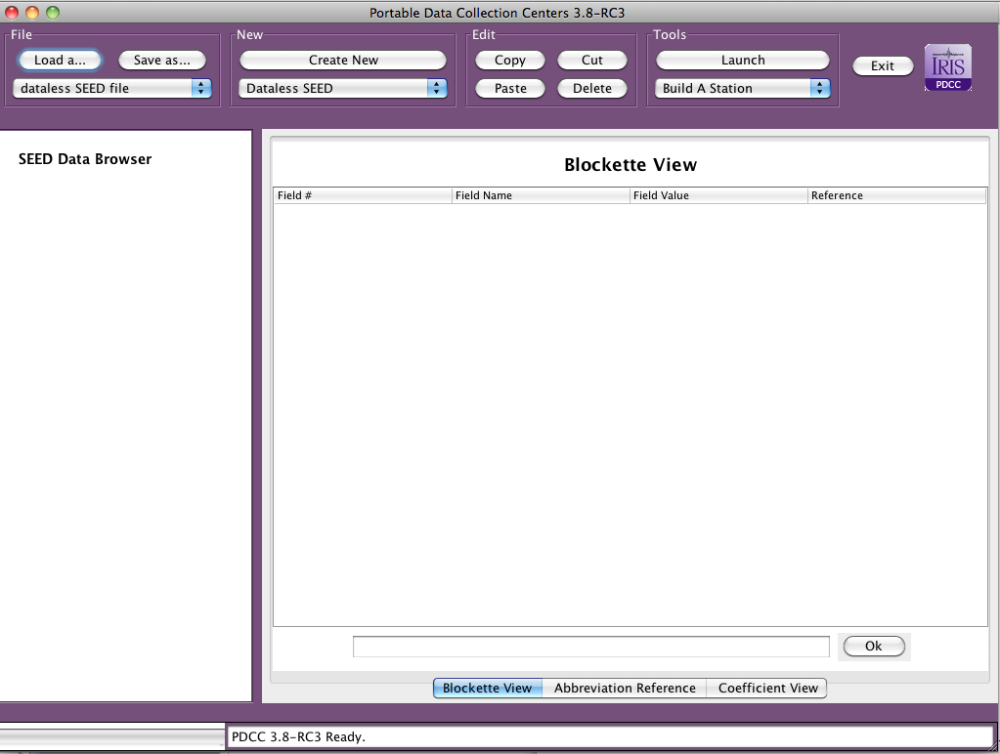 Portable Data Collection Centers 3.8-RC3
File
New
Edit
Tools
Load a...
Save as...
Create New
Copy
Cut
Launch
Exit
IRIS
PDCC
dataless SEED file
Dataless SEED
Paste
Delete
Build A Station
SEED Data Browser
Blockette View
Field #
Field Name
Field Value
Reference
Ok
Blockette View
Abbreviation Reference
Coefficient View
PDCC 3.8-RC3 Ready.